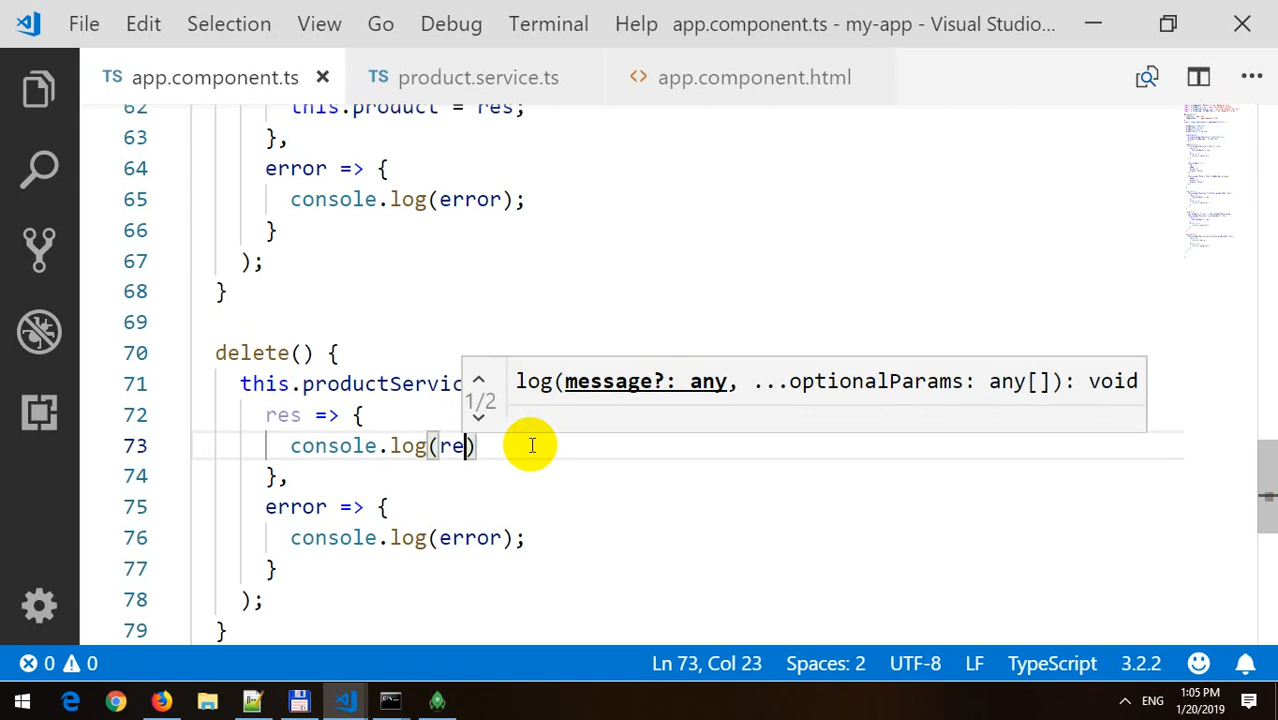 File Edit Selection View Go Debug Terminal Help app.component.ts - my-app - Visual Studio...
TS app.component.ts TS product.service.ts <> app.component.html
62 this.product = res;
63 },
64 error => {
65 console.log(error);
66 }
67 );
68 }
69
70 delete() {
71 this.productServic
log(message?: any, ...optionalParams: any[]): void
1/2
72 res => {
73 console.log(re)
74 },
75 error => {
76 console.log(error);
77 }
78 );
79 }
0 0 Ln 73, Col 23 Spaces: 2 UTF-8 LF TypeScript 3.2.2
ENG 1:05 PM
1/20/2019